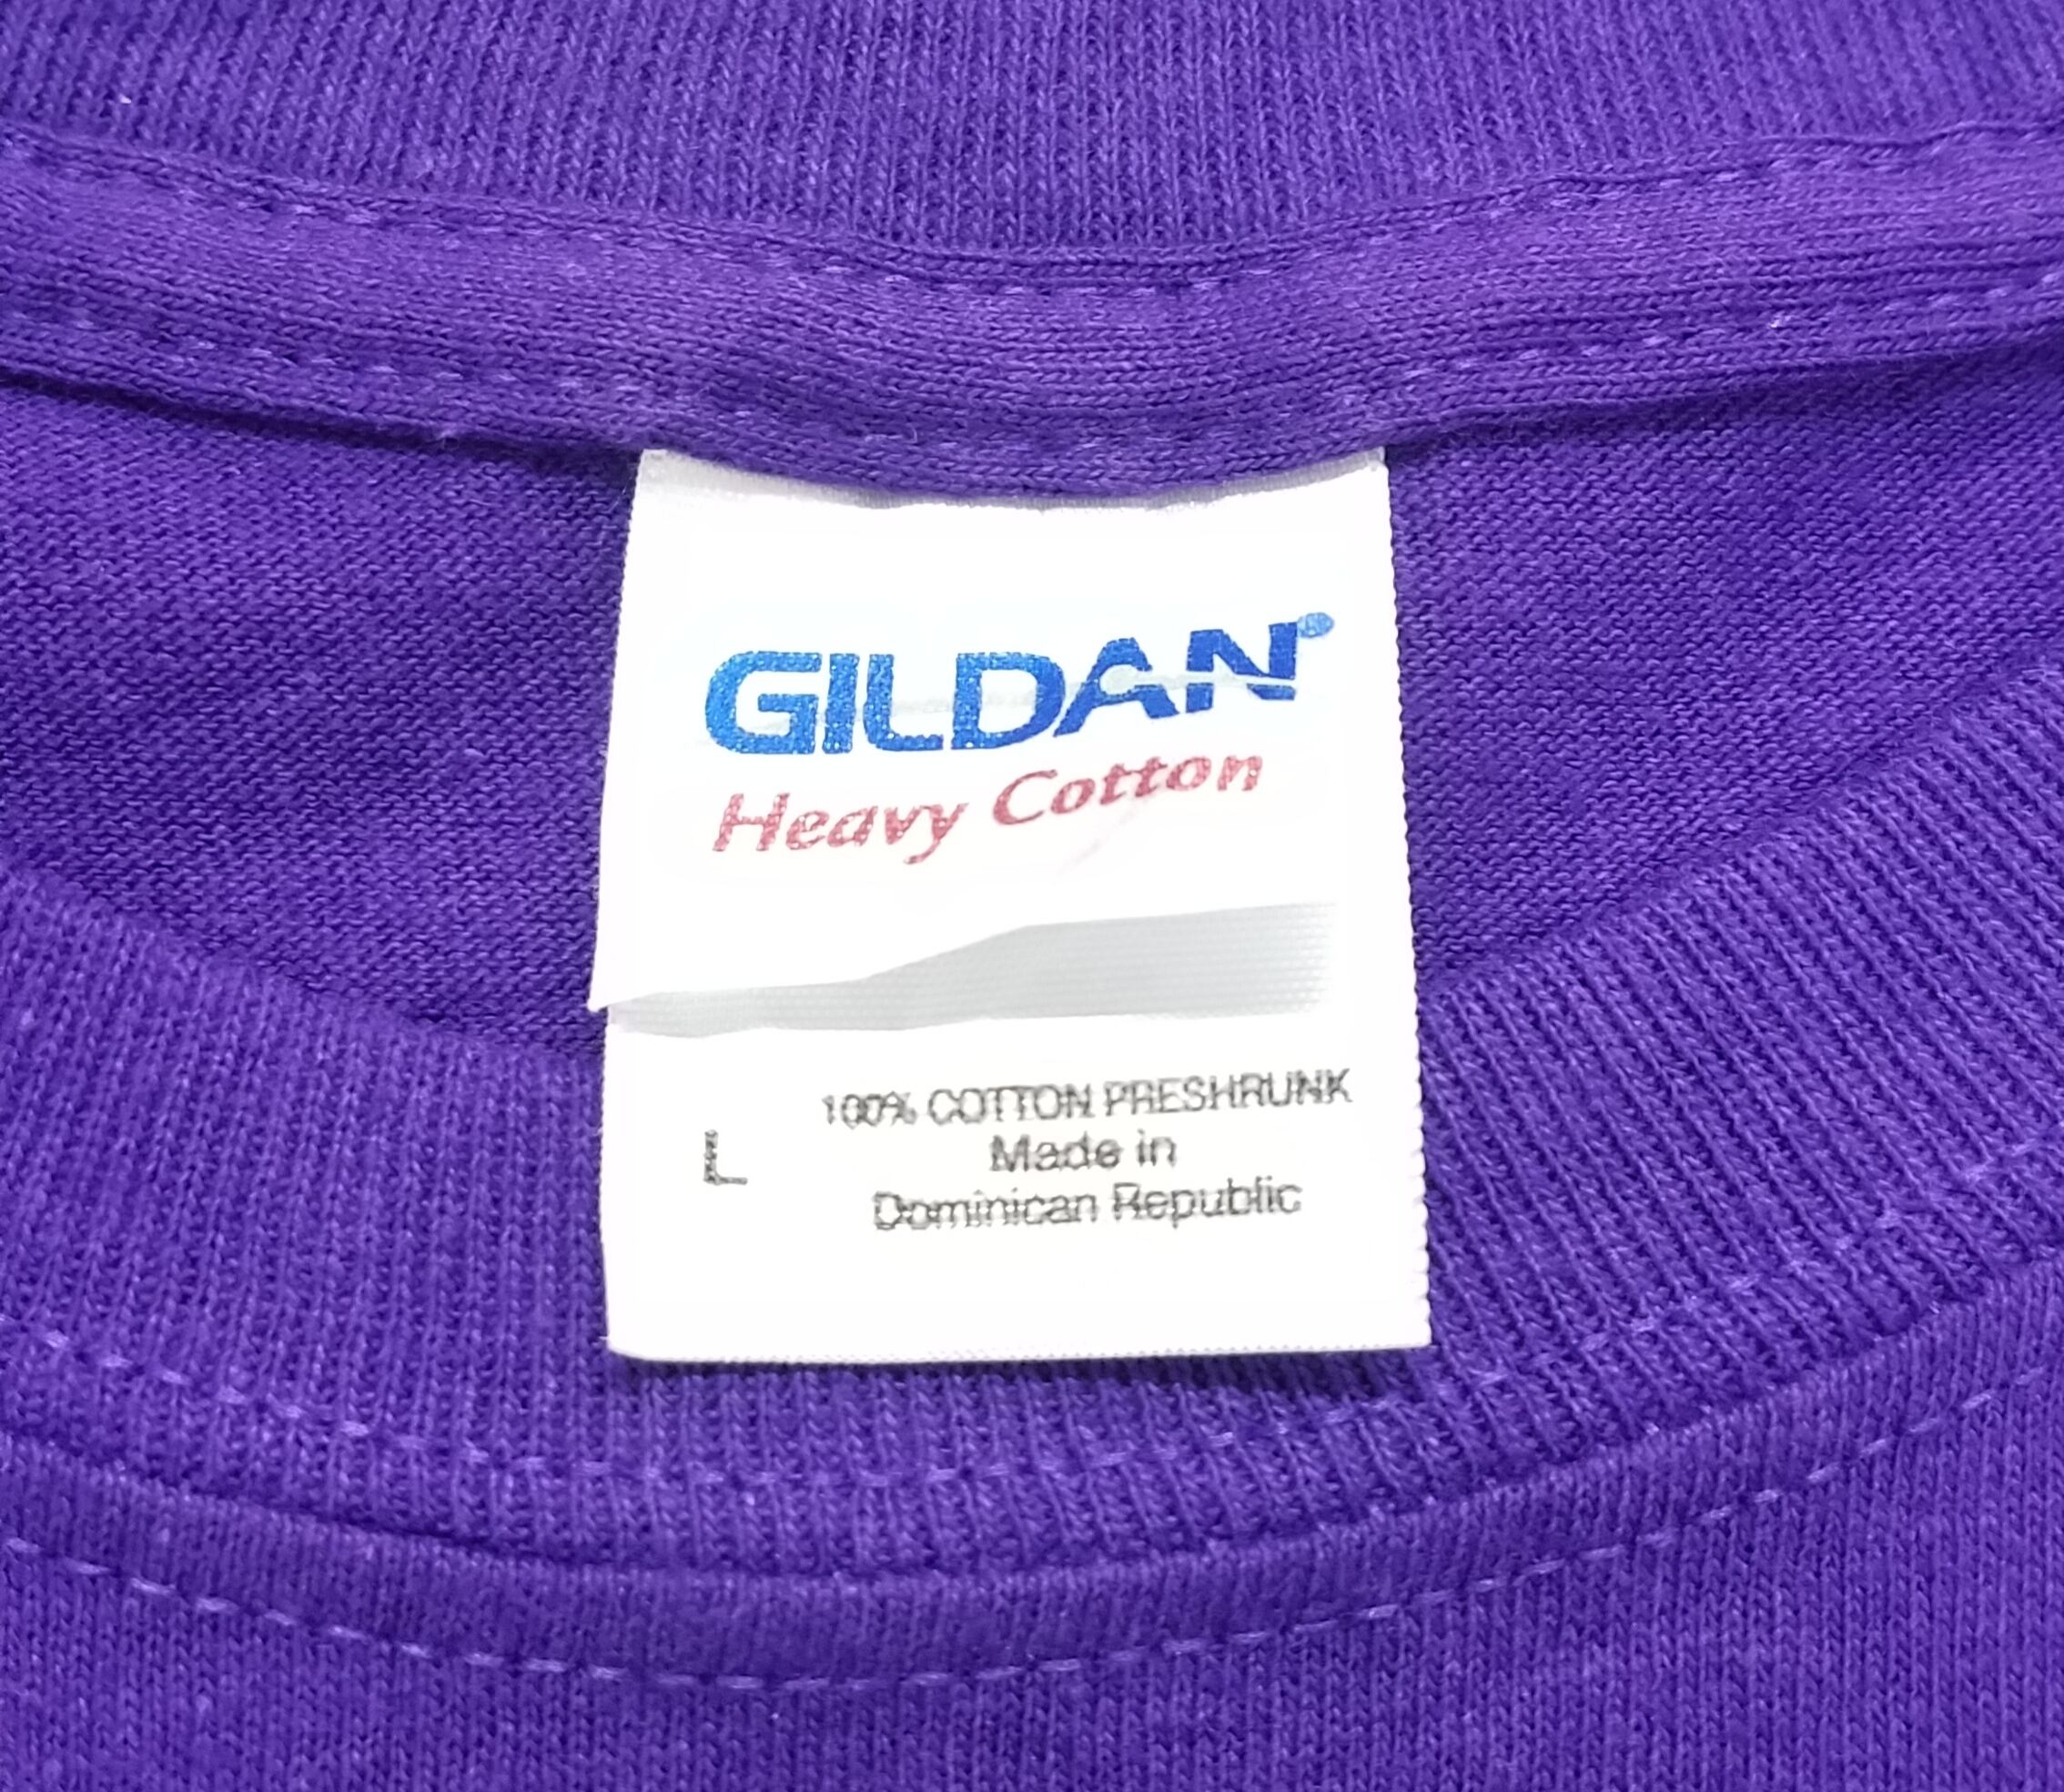 GILDAN
Heavy Cotton
100% COTTON PRESHRUNK
L
Made in
Dominican Republic